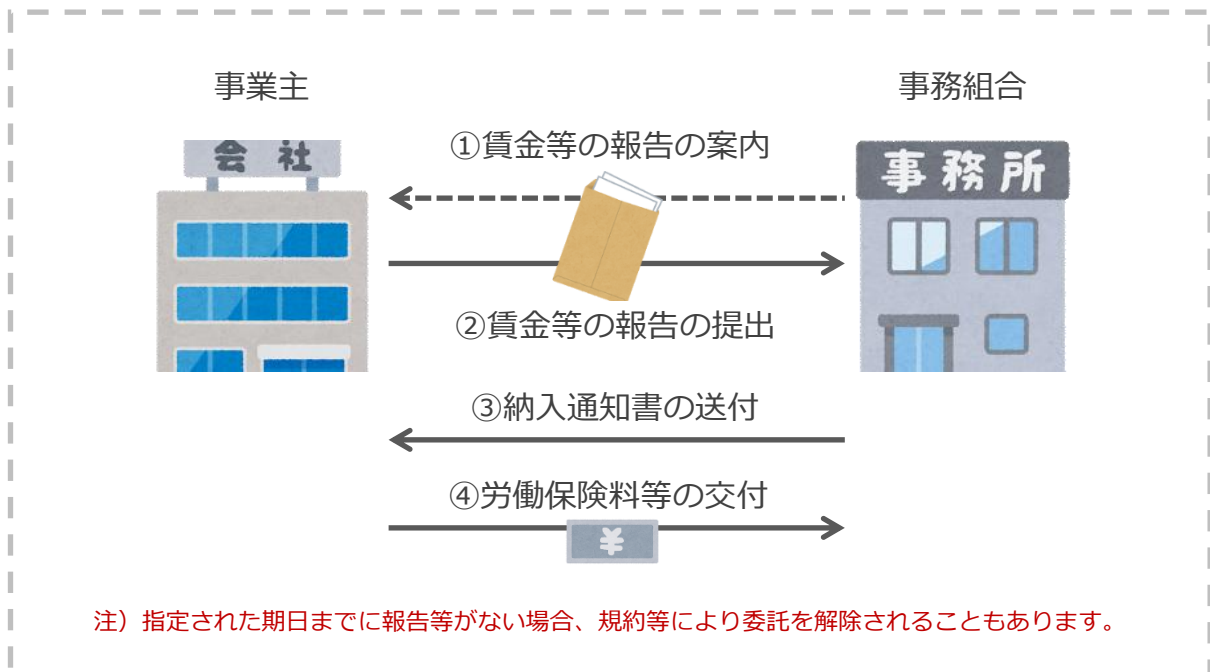 事業主
事務組合
会社
事務所
①賃金等の報告の案内
②賃金等の報告の提出
③納入通知書の送付
④労働保険料等の交付
¥
注）指定された期日までに報告等がない場合、規約等により委託を解除されることもあります。